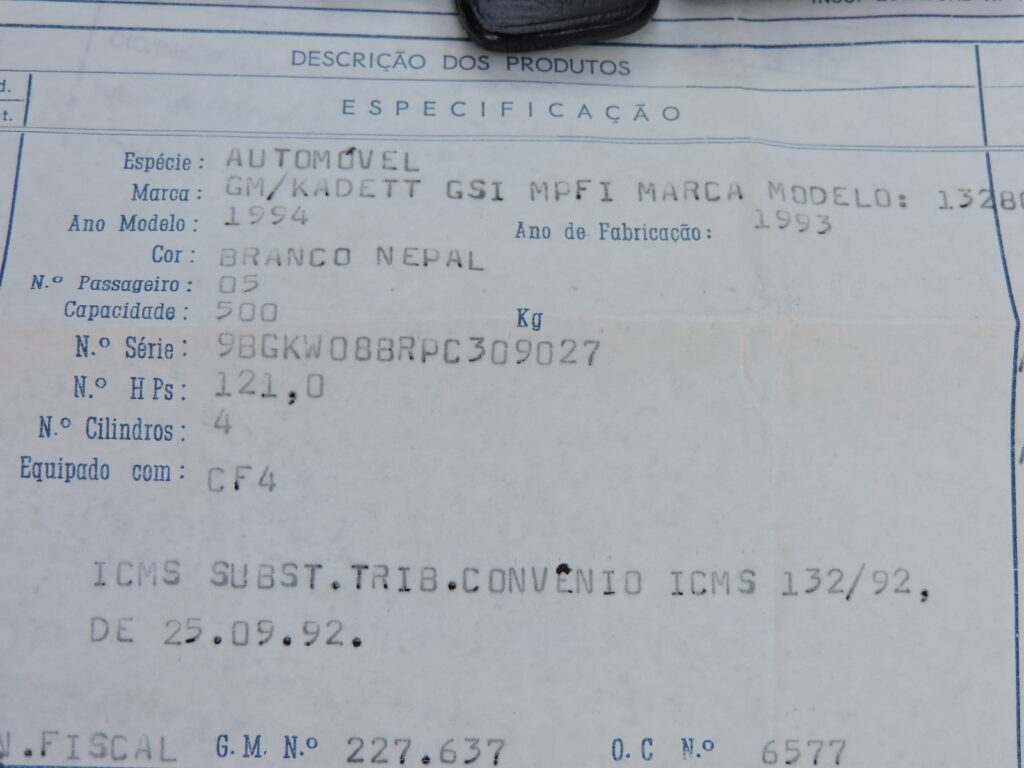 DESCRIÇÃO DOS PRODUTOS
ESPECIFICAÇÃO
Espécie: AUTOMÓVEL
Marca: GM/KADETT GSI MPFI MARCA MODELO: 1328
Ano Modelo: 1994 Ano de Fabricação: 1993
Cor: BRANCO NEPAL
N.º Passageiro: 05
Capacidade: 500 Kg
N.º Série: 9BGKW08BRPC309027
N.º HPs: 121,0
N.º Cilindros: 4
Equipado com: CF4
ICMS SUBST.TRIB.CONVÊNIO ICMS 132/92,
DE 25.09.92.
N.FISCAL G.M. N.º 227.637 O.C N.º 6577